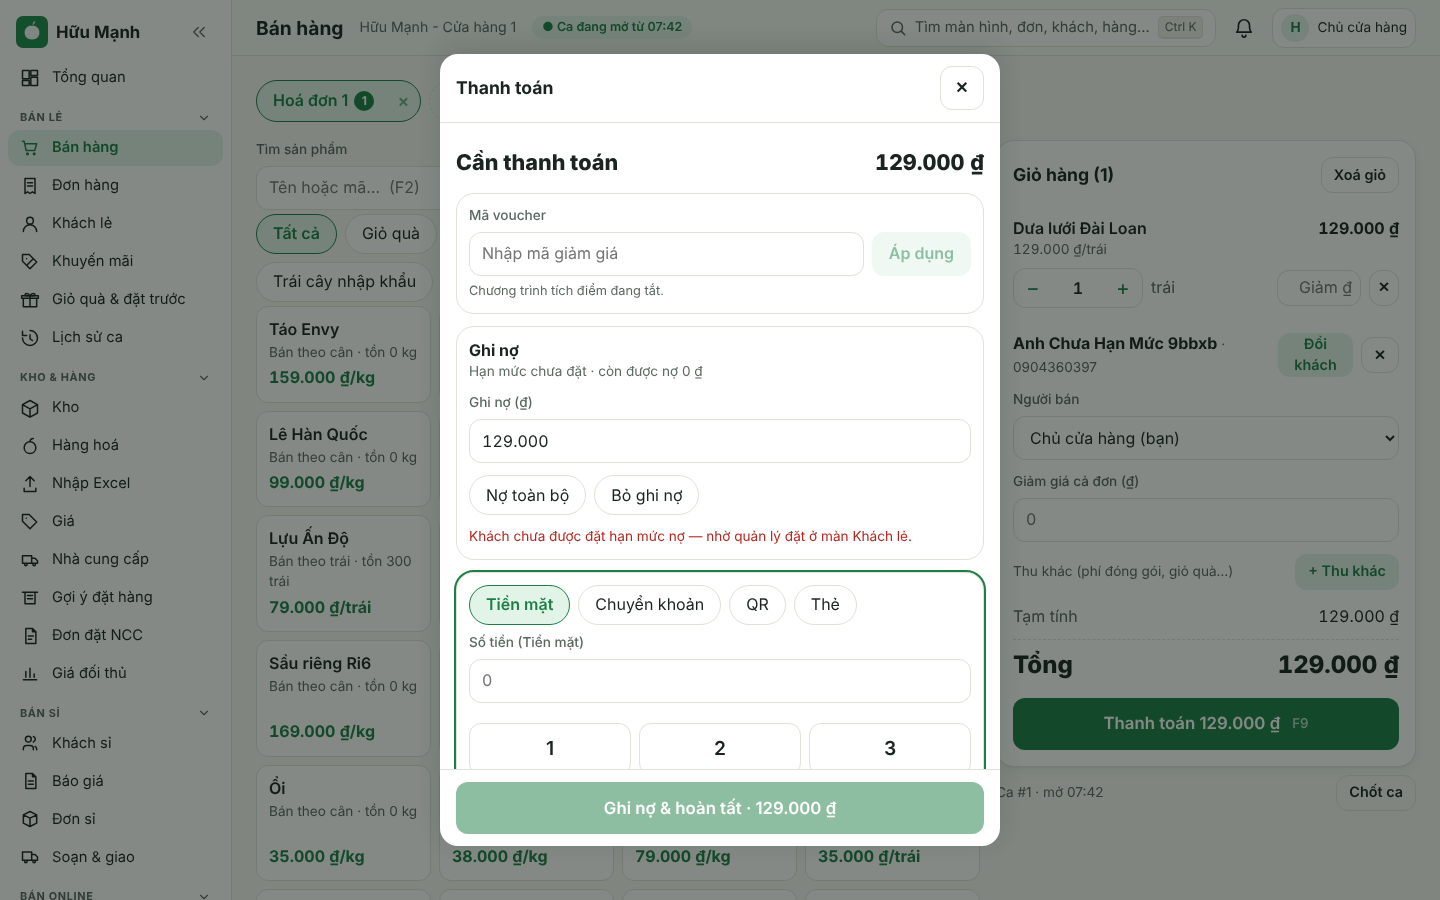 Hữu Mạnh
Tổng quan
BÁN LẺ
Bán hàng
Đơn hàng
Khách lẻ
Khuyến mãi
Giỏ quà & đặt trước
Lịch sử ca
KHO & HÀNG
Kho
Hàng hoá
Nhập Excel
Giá
Nhà cung cấp
Gợi ý đặt hàng
Đơn đặt NCC
Giá đối thủ
BÁN SỈ
Khách sỉ
Báo giá
Đơn sỉ
Soạn & giao
BÁN ONLINE
Bán hàng
Hữu Mạnh - Cửa hàng 1
Ca đang mở từ 07:42
Tìm màn hình, đơn, khách, hàng...
Ctrl K
H
Chủ cửa hàng
Hoá đơn 1 1 ×
Tìm sản phẩm
Tên hoặc mã... (F2)
Tất cả
Giỏ quà
Trái cây nhập khẩu
Táo Envy
Bán theo cân · tồn 0 kg
159.000 ₫/kg
Lê Hàn Quốc
Bán theo cân · tồn 0 kg
99.000 ₫/kg
Lựu Ấn Độ
Bán theo trái · tồn 300
trái
79.000 ₫/trái
Sầu riêng Ri6
Bán theo cân · tồn 0 kg
169.000 ₫/kg
Ổi
Bán theo cân · tồn 0 kg
35.000 ₫/kg
38.000 ₫/kg
79.000 ₫/kg
35.000 ₫/trái
Thanh toán
×
Cần thanh toán
129.000 ₫
Mã voucher
Nhập mã giảm giá
Áp dụng
Chương trình tích điểm đang tắt.
Ghi nợ
Hạn mức chưa đặt · còn được nợ 0 ₫
Ghi nợ (₫)
129.000
Nợ toàn bộ
Bỏ ghi nợ
Khách chưa được đặt hạn mức nợ — nhờ quản lý đặt ở màn Khách lẻ.
Tiền mặt
Chuyển khoản
QR
Thẻ
Số tiền (Tiền mặt)
0
1
2
3
Ghi nợ & hoàn tất · 129.000 ₫
Giỏ hàng (1)
Xoá giỏ
Dưa lưới Đài Loan
129.000 ₫
129.000 ₫/trái
− 1 +
trái
Giảm ₫
×
Anh Chưa Hạn Mức 9bbxb ·
0904360397
Đổi
khách
×
Người bán
Chủ cửa hàng (bạn)
Giảm giá cả đơn (₫)
0
Thu khác (phí đóng gói, giỏ quà...)
+ Thu khác
Tạm tính
129.000 ₫
Tổng
129.000 ₫
Thanh toán 129.000 ₫ F9
Ca #1 · mở 07:42
Chốt ca